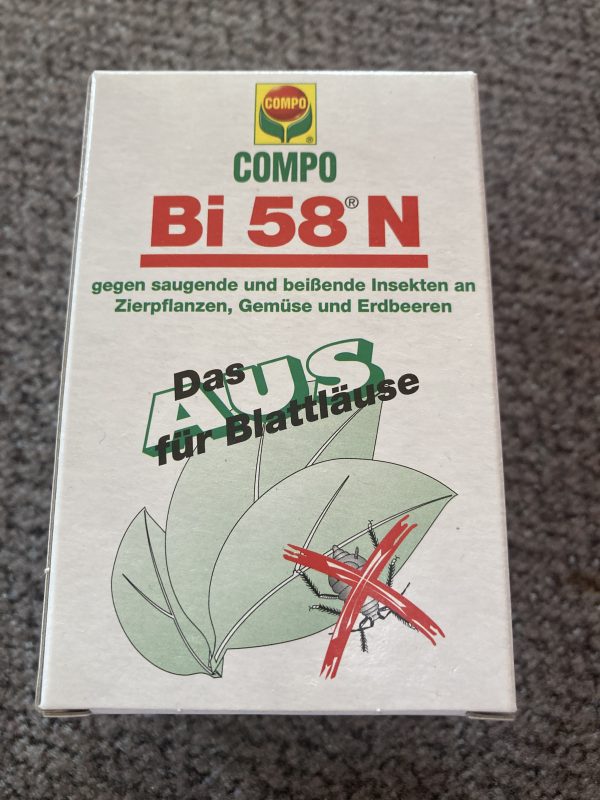 COMPO
®
COMPO
Bi 58® N
gegen saugende und beißende Insekten an
Zierpflanzen, Gemüse und Erdbeeren
Das
AUS
für Blattläuse